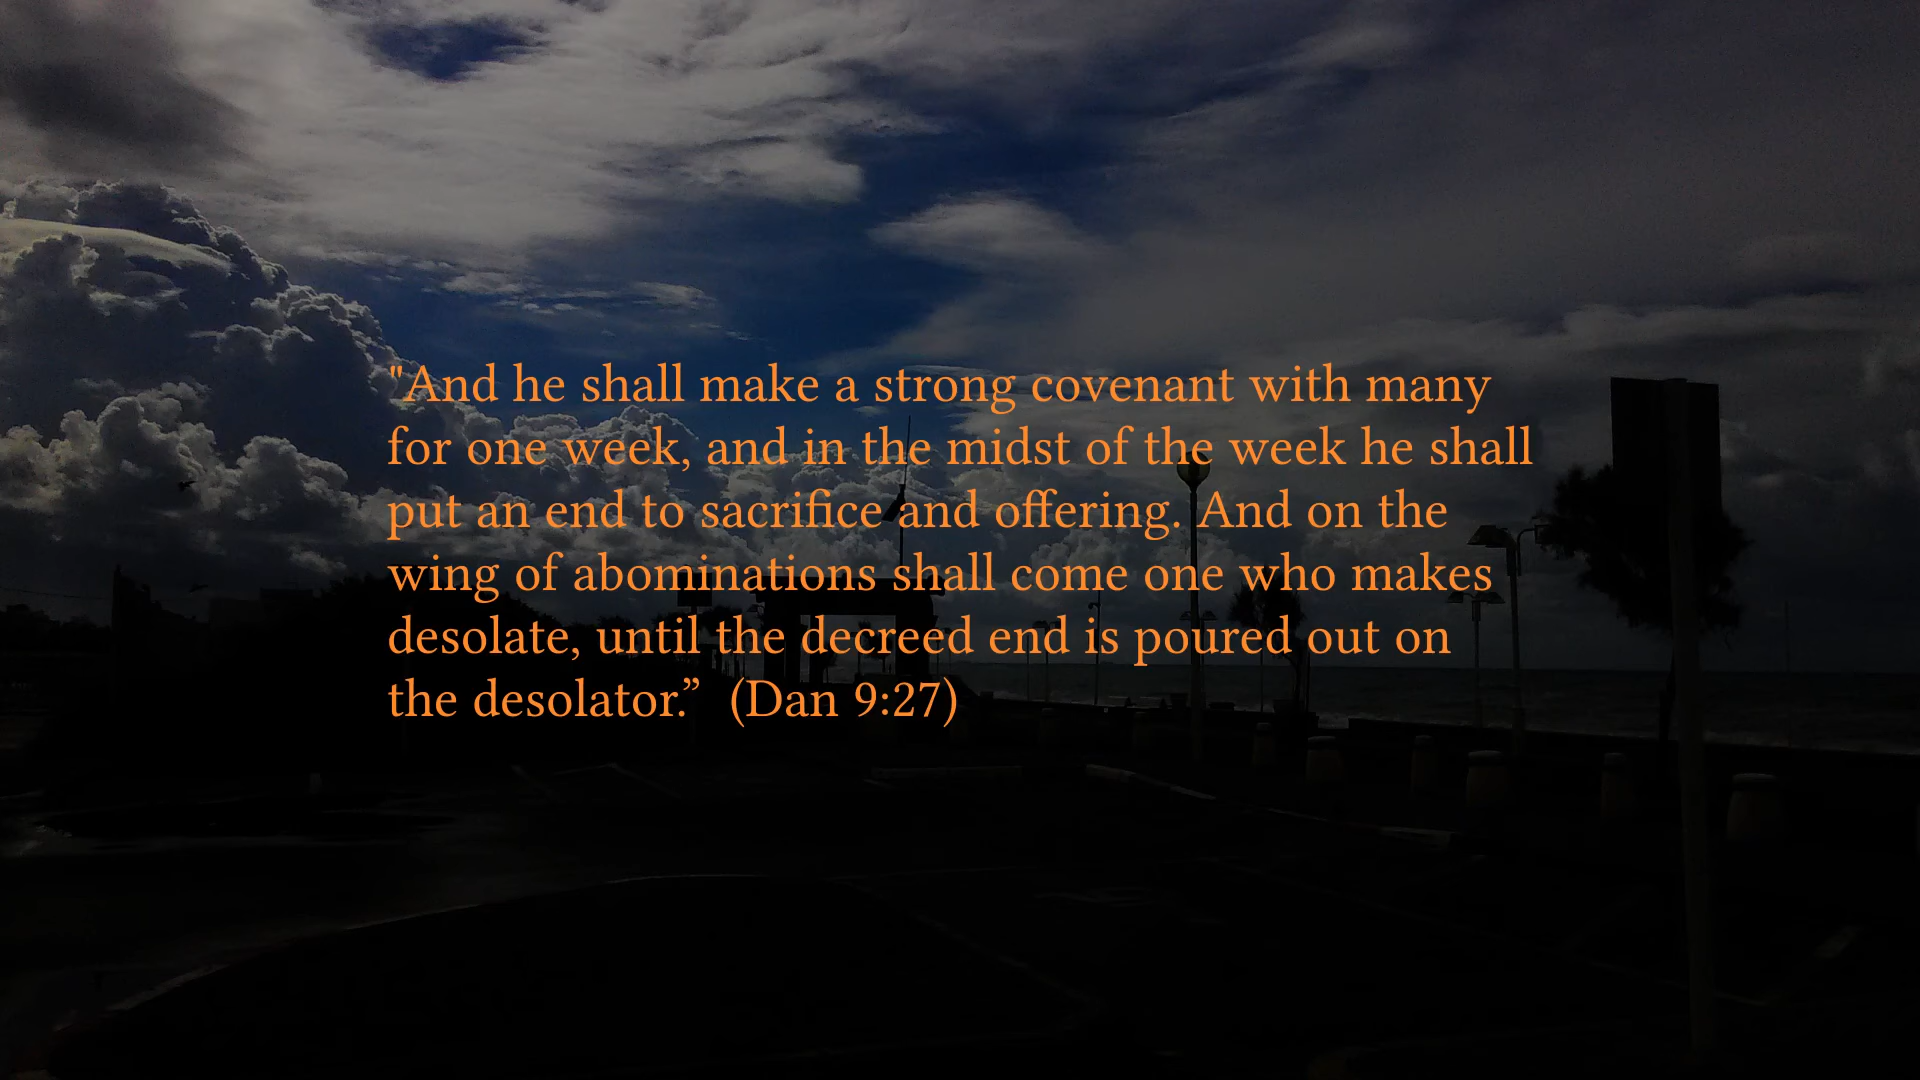 "And he shall make a strong covenant with many
for one week, and in the midst of the week he shall
put an end to sacrifice and offering. And on the
wing of abominations shall come one who makes
desolate, until the decreed end is poured out on
the desolator.”  (Dan 9:27)